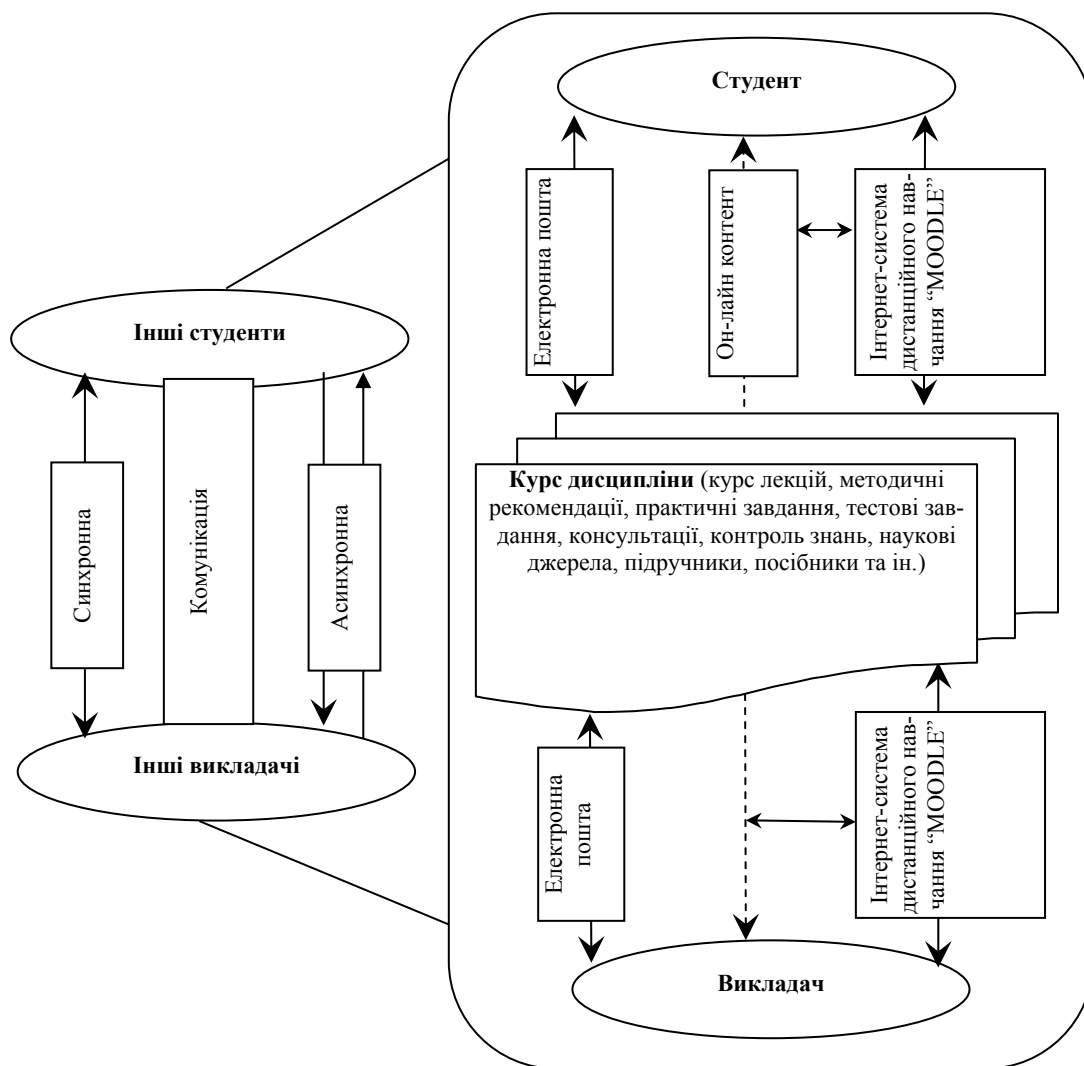 Студент
Електронна пошта
Он-лайн контент
Інтернет-система
дистанційного нав-
чання “MOODLE”
Інші студенти
Синхронна
Комунікація
Асинхронна
Інші викладачі
Курс дисципліни (курс лекцій, методичні
рекомендації, практичні завдання, тестові зав-
дання, консультації, контроль знань, наукові
джерела, підручники, посібники та ін.)
Електронна
пошта
Інтернет-система
дистанційного нав-
чання “MOODLE”
Викладач